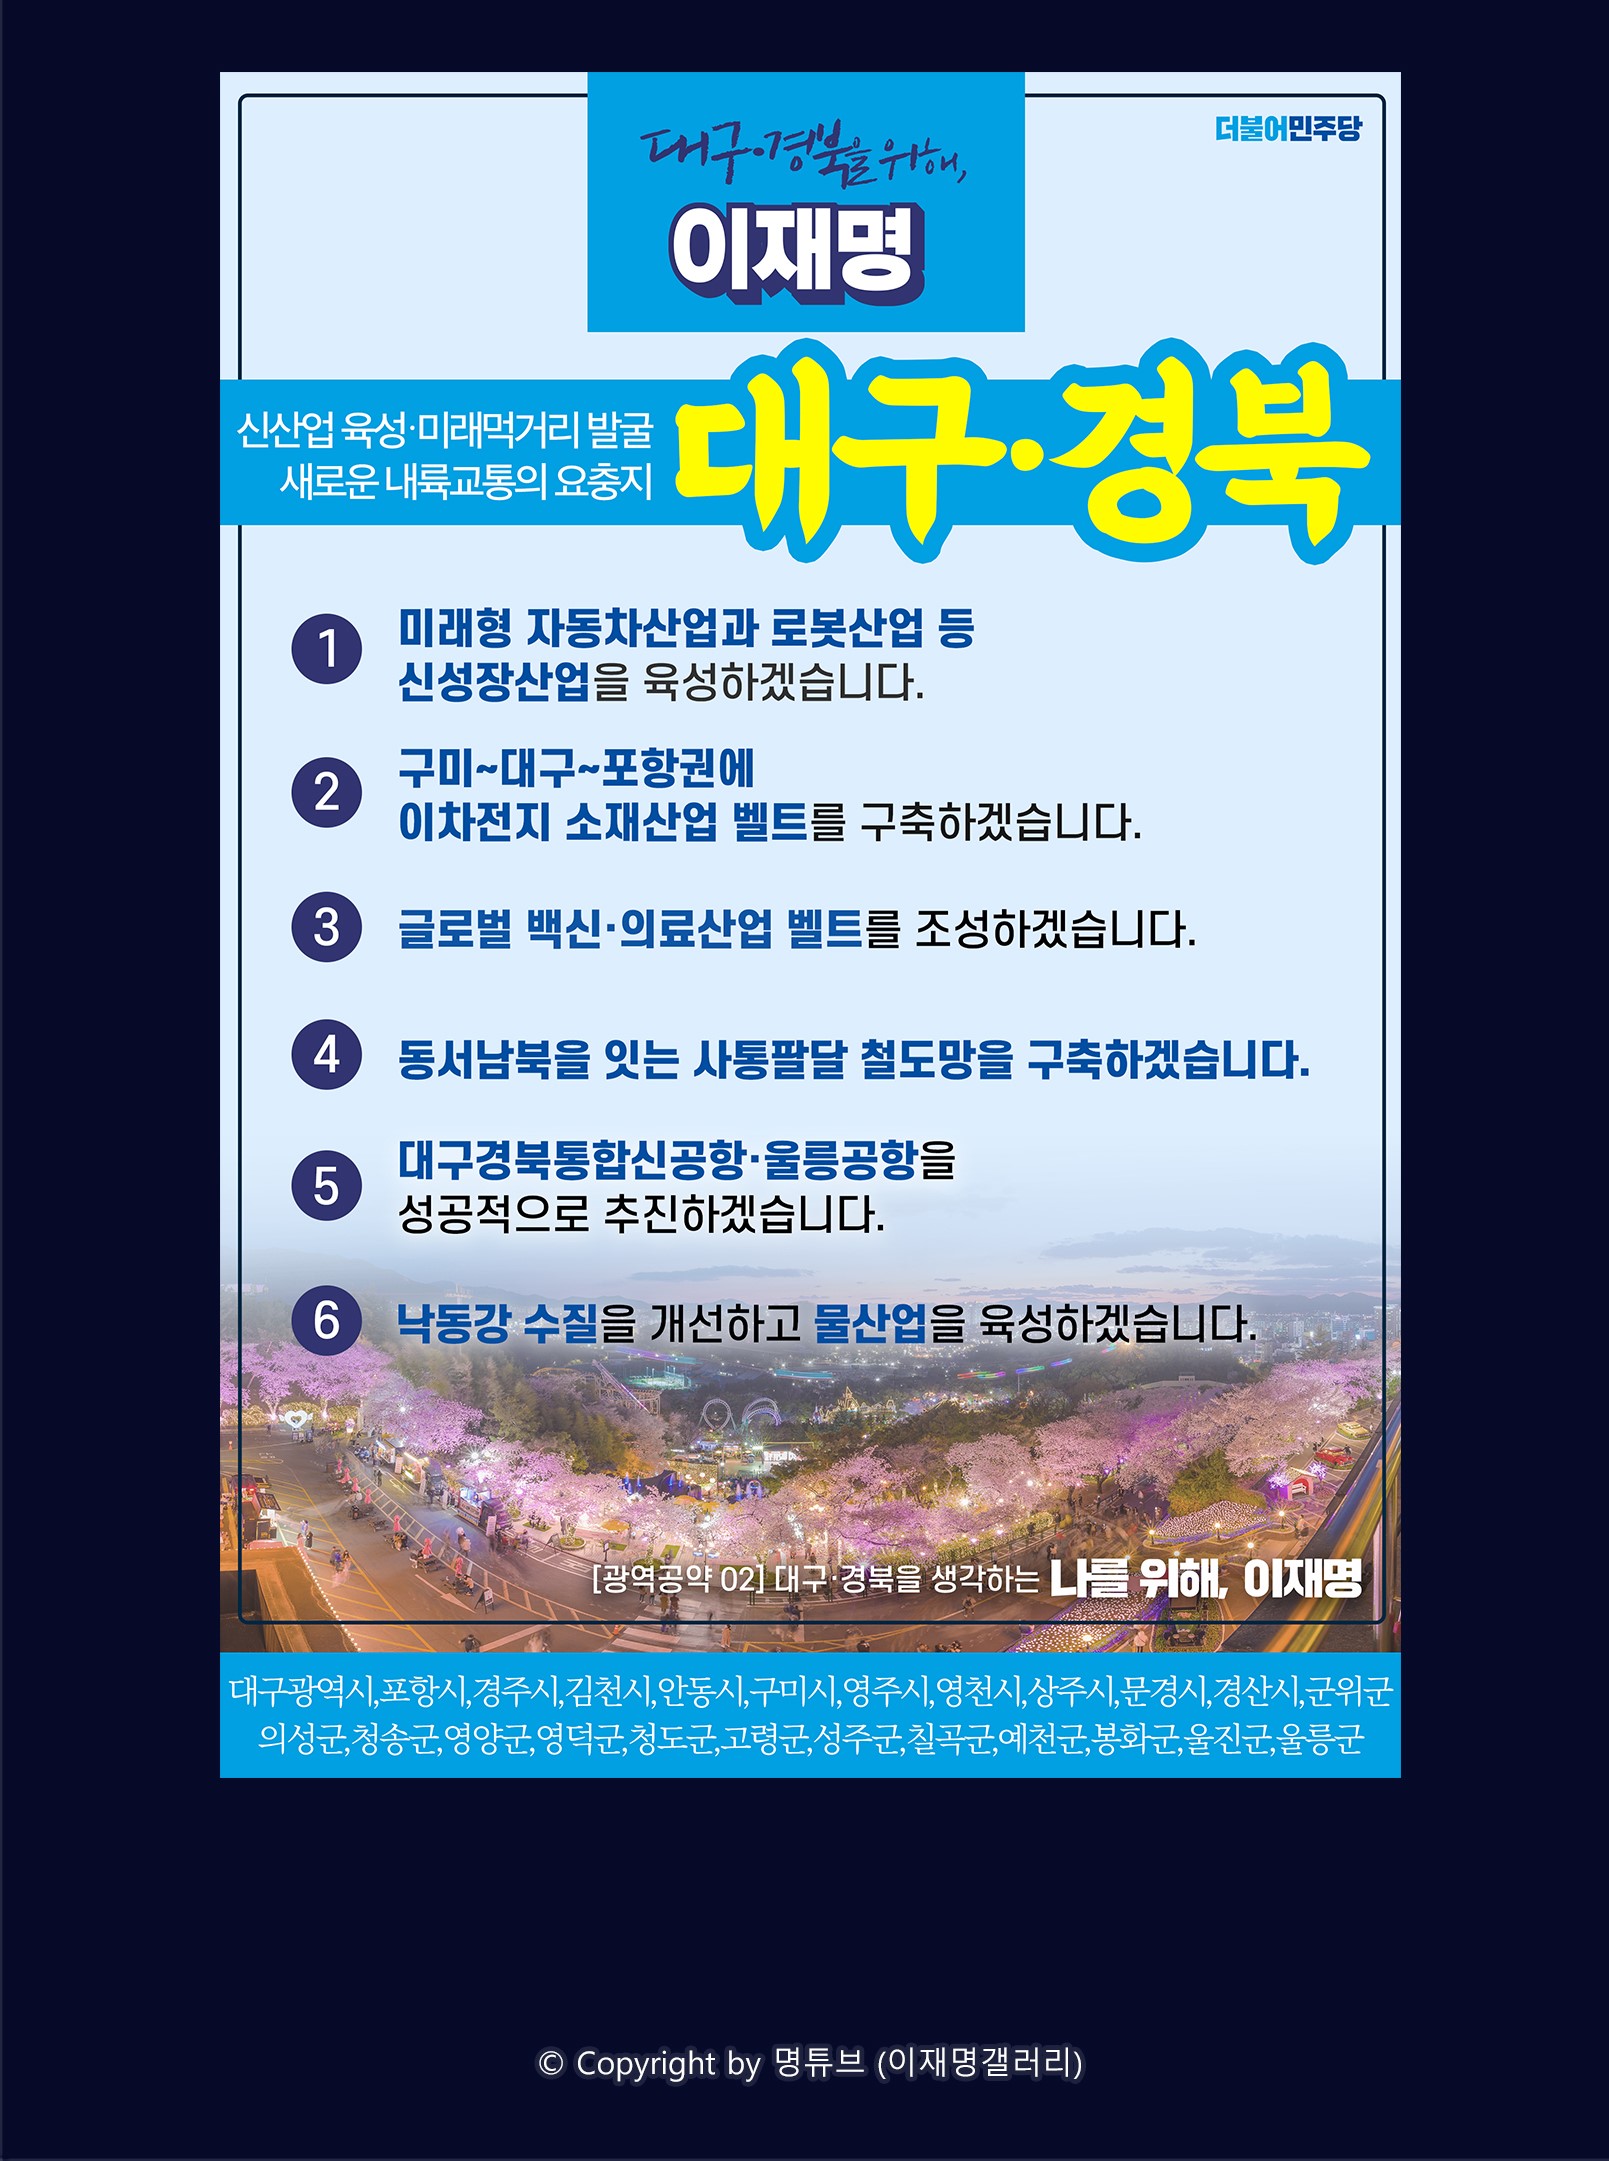 더불어민주당
대구·경북을 위해,
이재명
신산업 육성·미래먹거리 발굴
새로운 내륙교통의 요충지
대구·경북
1 미래형 자동차산업과 로봇산업 등
신성장산업을 육성하겠습니다.
2 구미~대구~포항권에
이차전지 소재산업 벨트를 구축하겠습니다.
3 글로벌 백신·의료산업 벨트를 조성하겠습니다.
4 동서남북을 잇는 사통팔달 철도망을 구축하겠습니다.
5 대구경북통합신공항·울릉공항을
성공적으로 추진하겠습니다.
6 낙동강 수질을 개선하고 물산업을 육성하겠습니다.
[광역공약 02] 대구·경북을 생각하는 나를 위해, 이재명
대구광역시,포항시,경주시,김천시,안동시,구미시,영주시,영천시,상주시,문경시,경산시,군위군
의성군,청송군,영양군,영덕군,청도군,고령군,성주군,칠곡군,예천군,봉화군,울진군,울릉군
© Copyright by 명튜브 (이재명갤러리)